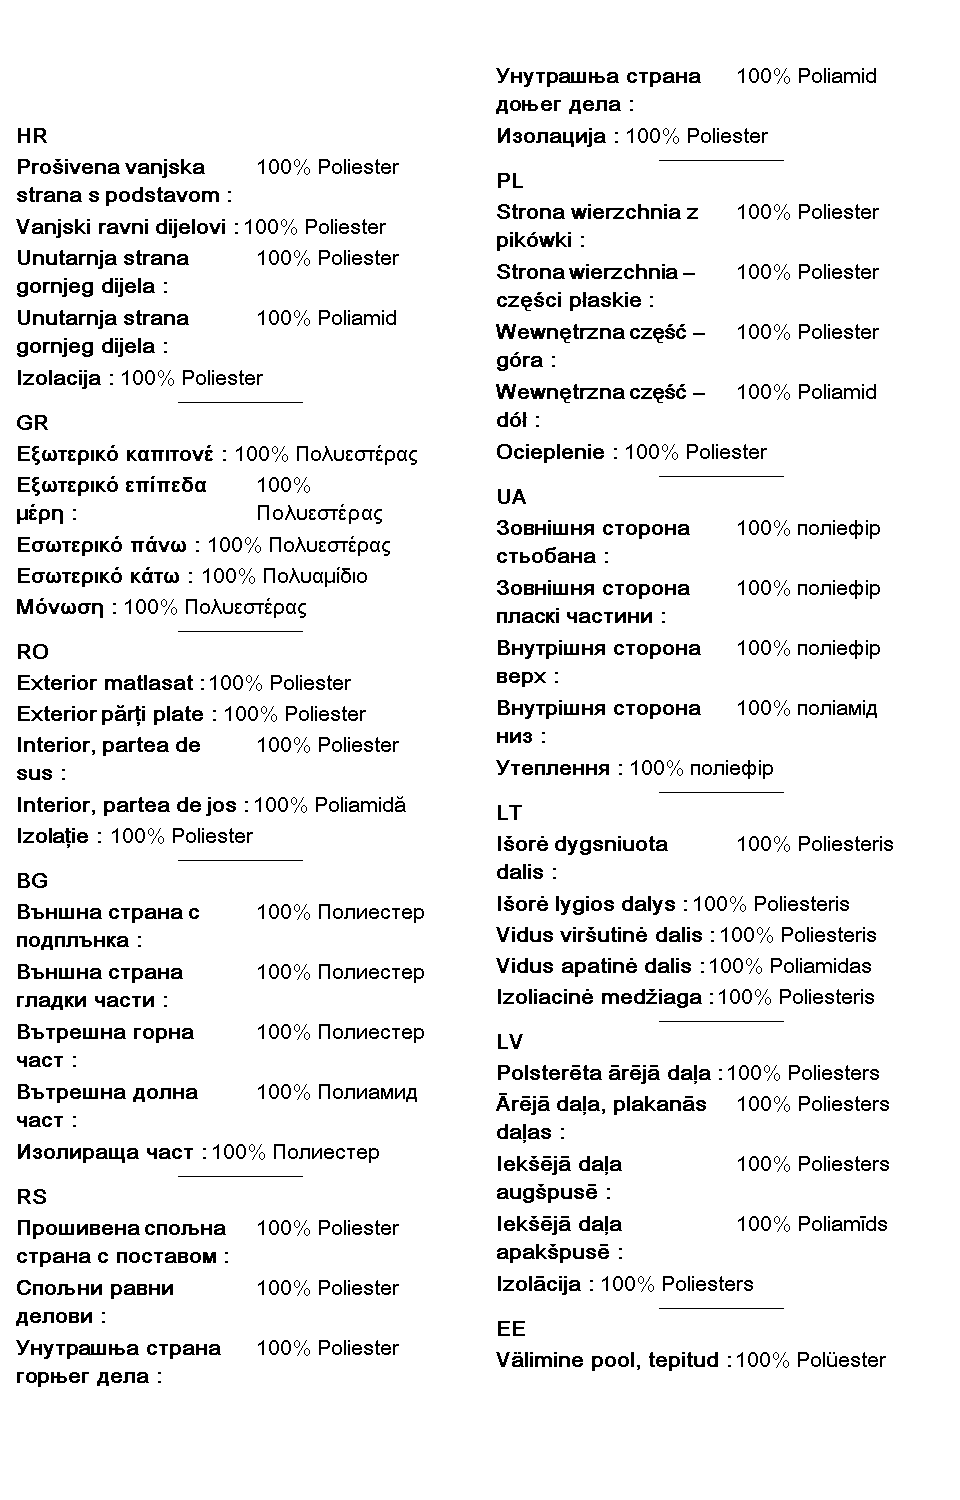 HR
Prošivena vanjska 100% Poliester
strana s podstavom :
Vanjski ravni dijelovi : 100% Poliester
Unutarnja strana 100% Poliester
gornjeg dijela :
Unutarnja strana 100% Poliamid
gornjeg dijela :
Izolacija : 100% Poliester
GR
Εξωτερικό καπιτονέ : 100% Πολυεστέρας
Εξωτερικό επίπεδα 100%
μέρη : Πολυεστέρας
Εσωτερικό πάνω : 100% Πολυεστέρας
Εσωτερικό κάτω : 100% Πολυαμίδιο
Μόνωση : 100% Πολυεστέρας
RO
Exterior matlasat : 100% Poliester
Exterior părți plate : 100% Poliester
Interior, partea de 100% Poliester
sus :
Interior, partea de jos : 100% Poliamidă
Izolație : 100% Poliester
BG
Външна страна с 100% Полиестер
подплънка :
Външна страна 100% Полиестер
гладки части :
Вътрешна горна 100% Полиестер
част :
Вътрешна долна 100% Полиамид
част :
Изолираща част : 100% Полиестер
RS
Прошивена спољна 100% Poliester
страна с поставом :
Спољни равни 100% Poliester
делови :
Унутрашња страна 100% Poliester
горњег дела :
Унутрашња страна 100% Poliamid
доњег дела :
Изолација : 100% Poliester
PL
Strona wierzchnia z 100% Poliester
pikówki :
Strona wierzchnia – 100% Poliester
części płaskie :
Wewnętrzna część – 100% Poliester
góra :
Wewnętrzna część – 100% Poliamid
dół :
Ocieplenie : 100% Poliester
UA
Зовнішня сторона 100% поліефір
стьобана :
Зовнішня сторона 100% поліефір
пласкі частини :
Внутрішня сторона 100% поліефір
верх :
Внутрішня сторона 100% поліамід
низ :
Утеплення : 100% поліефір
LT
Išorė dygsniuota 100% Poliesteris
dalis :
Išorė lygios dalys : 100% Poliesteris
Vidus viršutinė dalis : 100% Poliesteris
Vidus apatinė dalis : 100% Poliamidas
Izoliacinė medžiaga : 100% Poliesteris
LV
Polsterēta ārējā daļa : 100% Poliesters
Ārējā daļa, plakanās 100% Poliesters
daļas :
Iekšējā daļa 100% Poliesters
augšpusē :
Iekšējā daļa 100% Poliamīds
apakšpusē :
Izolācija : 100% Poliesters
EE
Välimine pool, tepitud : 100% Polüester